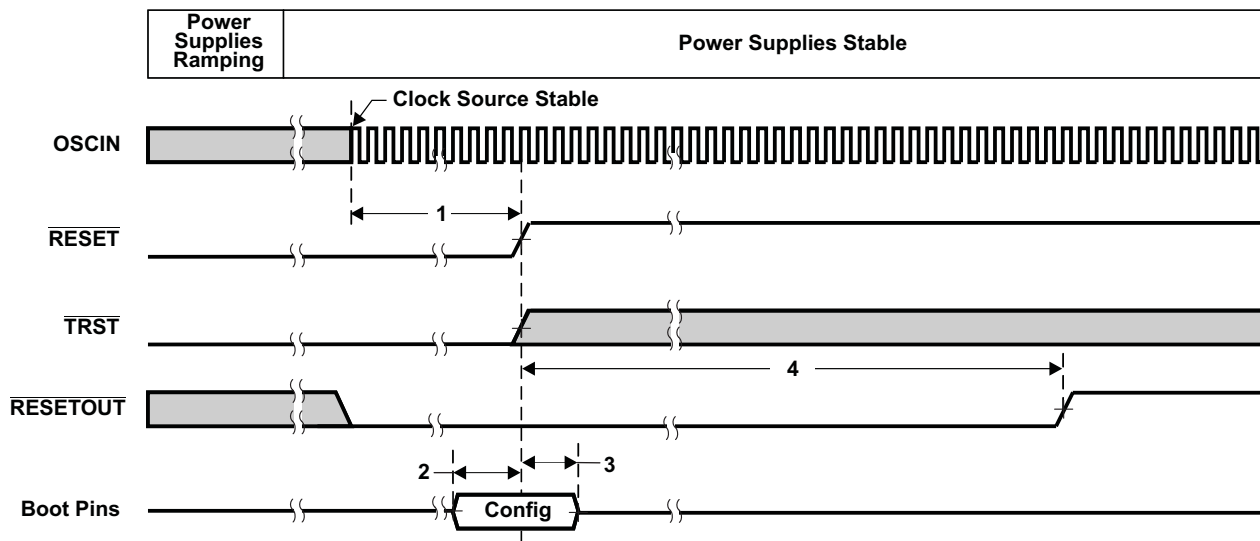 Power
Supplies
Ramping
Power Supplies Stable
Clock Source Stable
OSCIN
1
RESET
TRST
4
RESETOUT
2
3
Boot Pins
Config